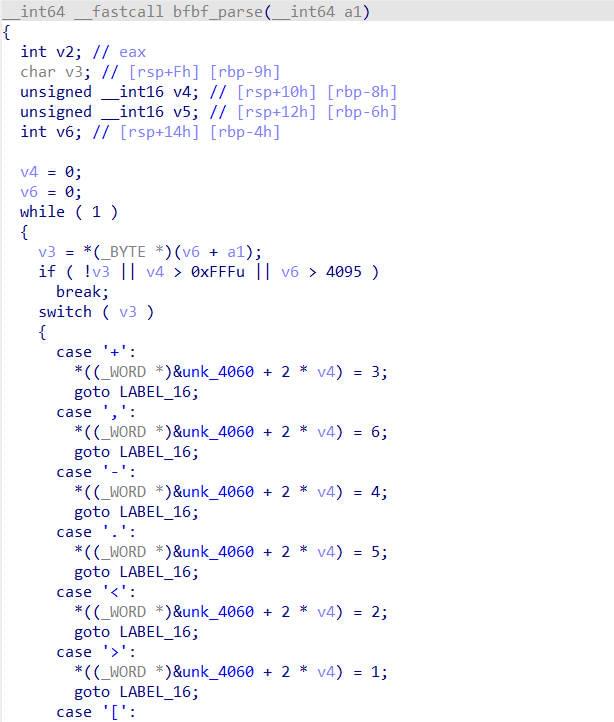 __int64 __fastcall bfbf_parse(__int64 a1)
{
  int v2; // eax
  char v3; // [rsp+Fh] [rbp-9h]
  unsigned __int16 v4; // [rsp+10h] [rbp-8h]
  unsigned __int16 v5; // [rsp+12h] [rbp-6h]
  int v6; // [rsp+14h] [rbp-4h]

  v4 = 0;
  v6 = 0;
  while ( 1 )
  {
    v3 = *(_BYTE *)(v6 + a1);
    if ( !v3 || v4 > 0xFFFu || v6 > 4095 )
      break;
    switch ( v3 )
    {
      case '+':
        *((_WORD *)&unk_4060 + 2 * v4) = 3;
        goto LABEL_16;
      case ',':
        *((_WORD *)&unk_4060 + 2 * v4) = 6;
        goto LABEL_16;
      case '-':
        *((_WORD *)&unk_4060 + 2 * v4) = 4;
        goto LABEL_16;
      case '.':
        *((_WORD *)&unk_4060 + 2 * v4) = 5;
        goto LABEL_16;
      case '<':
        *((_WORD *)&unk_4060 + 2 * v4) = 2;
        goto LABEL_16;
      case '>':
        *((_WORD *)&unk_4060 + 2 * v4) = 1;
        goto LABEL_16;
      case '[':